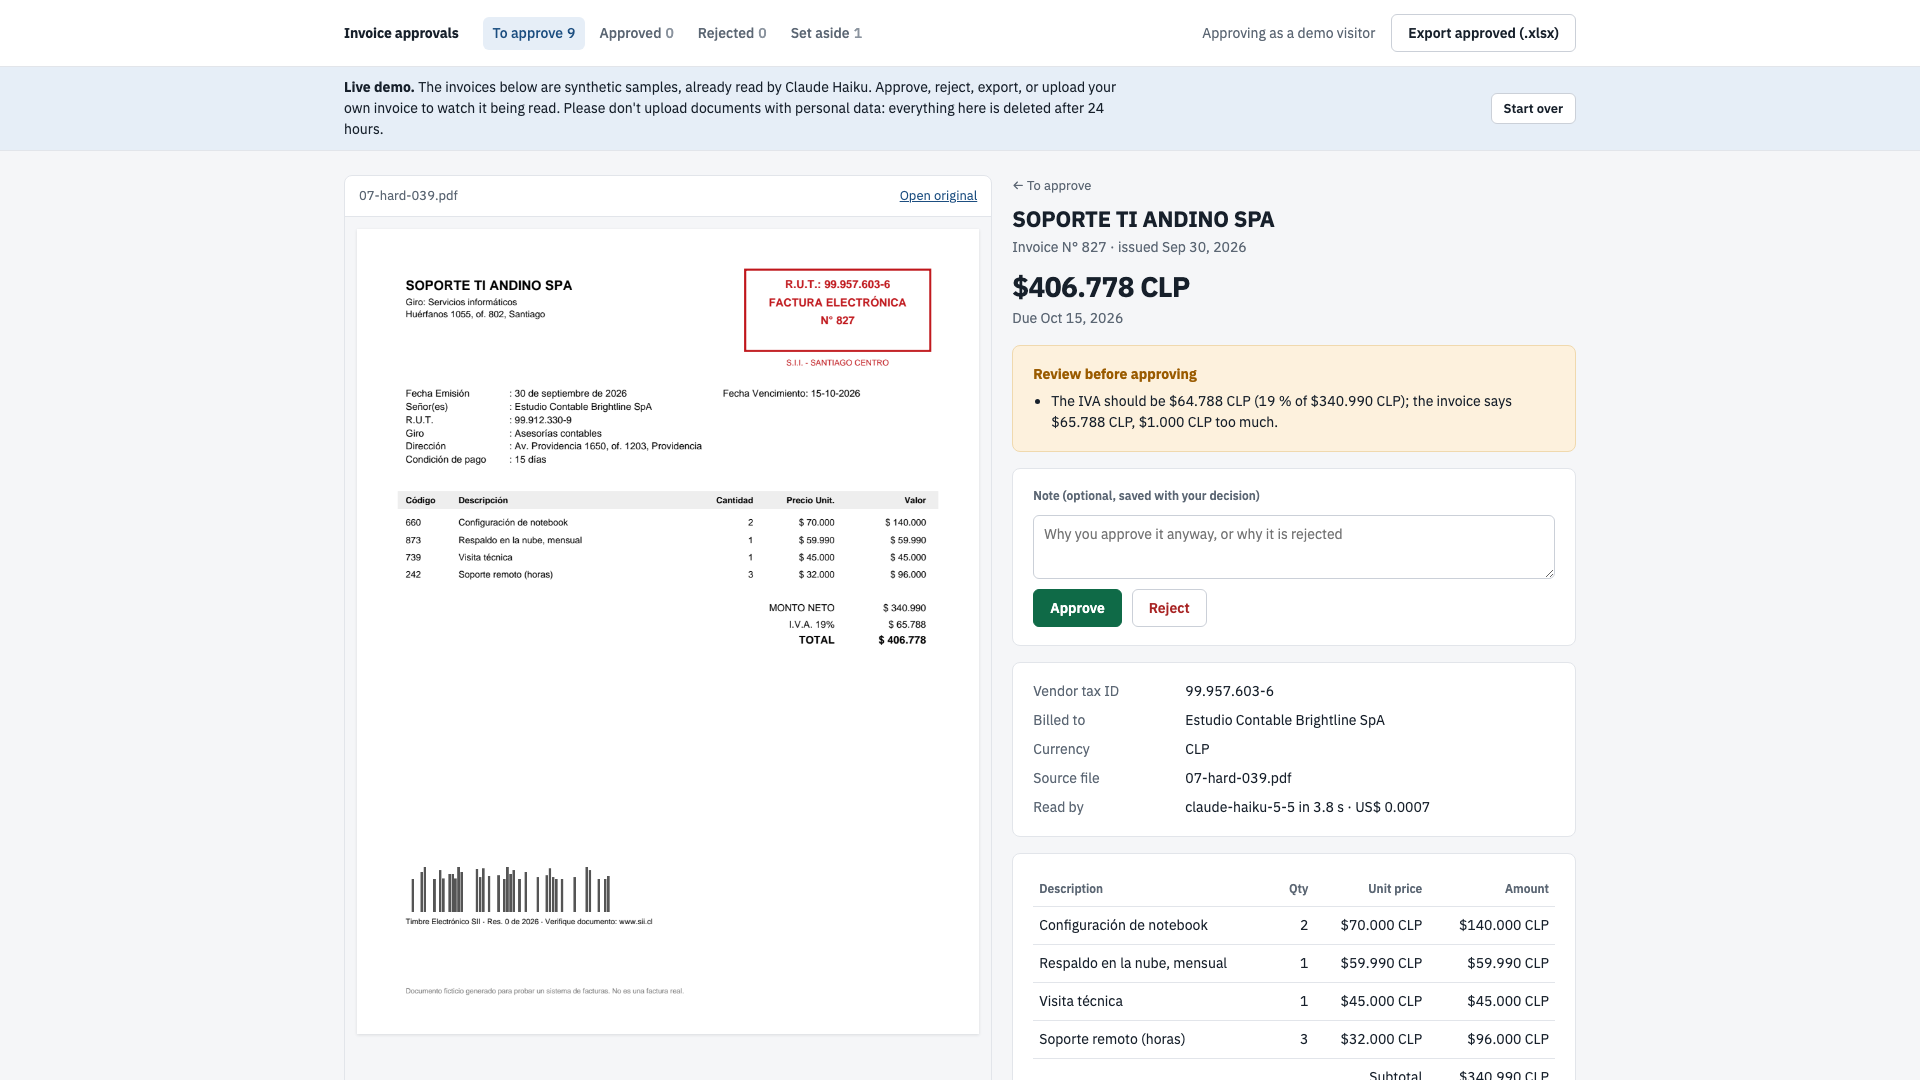 Invoice approvals
To approve 9
Approved 0
Rejected 0
Set aside 1
Approving as a demo visitor
Export approved (.xlsx)
Live demo. The invoices below are synthetic samples, already read by Claude Haiku. Approve, reject, export, or upload your
own invoice to watch it being read. Please don't upload documents with personal data: everything here is deleted after 24
hours.
Start over
07-hard-039.pdf
Open original
SOPORTE TI ANDINO SPA
Giro: Servicios informáticos
Huérfanos 1055, of. 802, Santiago
R.U.T.: 99.957.603-6
FACTURA ELECTRÓNICA
N° 827
S.I.I. - SANTIAGO CENTRO
Fecha Emisión : 30 de septiembre de 2026 Fecha Vencimiento: 15-10-2026
Señor(es) : Estudio Contable Brightline SpA
R.U.T. : 99.912.330-9
Giro : Asesorías contables
Dirección : Av. Providencia 1650, of. 1203, Providencia
Condición de pago : 15 días
Código Descripción Cantidad Precio Unit. Valor
660 Configuración de notebook 2 $ 70.000 $ 140.000
873 Respaldo en la nube, mensual 1 $ 59.990 $ 59.990
739 Visita técnica 1 $ 45.000 $ 45.000
242 Soporte remoto (horas) 3 $ 32.000 $ 96.000
MONTO NETO $ 340.990
I.V.A. 19% $ 65.788
TOTAL $ 406.778
Timbre Electrónico SII - Res. 0 de 2026 - Verifique documento: www.sii.cl
Documento ficticio generado para probar un sistema de facturas. No es una factura real.
← To approve
SOPORTE TI ANDINO SPA
Invoice N° 827 · issued Sep 30, 2026
$406.778 CLP
Due Oct 15, 2026
Review before approving
• The IVA should be $64.788 CLP (19 % of $340.990 CLP); the invoice says
$65.788 CLP, $1.000 CLP too much.
Note (optional, saved with your decision)
Why you approve it anyway, or why it is rejected
Approve
Reject
Vendor tax ID 99.957.603-6
Billed to Estudio Contable Brightline SpA
Currency CLP
Source file 07-hard-039.pdf
Read by claude-haiku-5-5 in 3.8 s · US$ 0.0007
Description Qty Unit price Amount
Configuración de notebook 2 $70.000 CLP $140.000 CLP
Respaldo en la nube, mensual 1 $59.990 CLP $59.990 CLP
Visita técnica 1 $45.000 CLP $45.000 CLP
Soporte remoto (horas) 3 $32.000 CLP $96.000 CLP
Subtotal $340.990 CLP